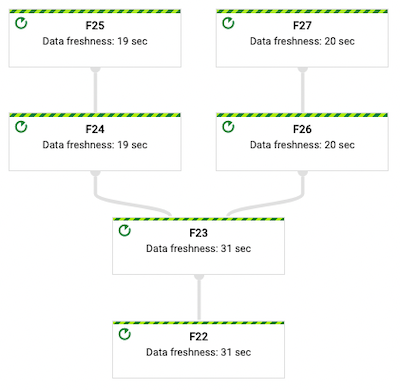 F25
Data freshness: 19 sec
F27
Data freshness: 20 sec
F24
Data freshness: 19 sec
F26
Data freshness: 20 sec
F23
Data freshness: 31 sec
F22
Data freshness: 31 sec